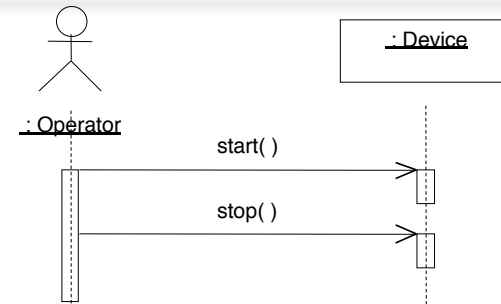 : Device
: Operator
start( )
stop( )